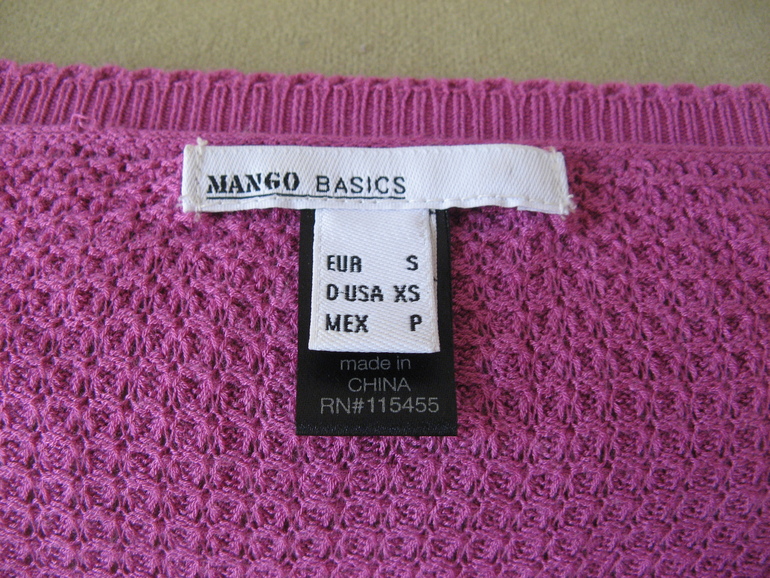 MANGO BASICS
EUR S
D-USA XS
MEX P
made in
CHINA
RN#115455